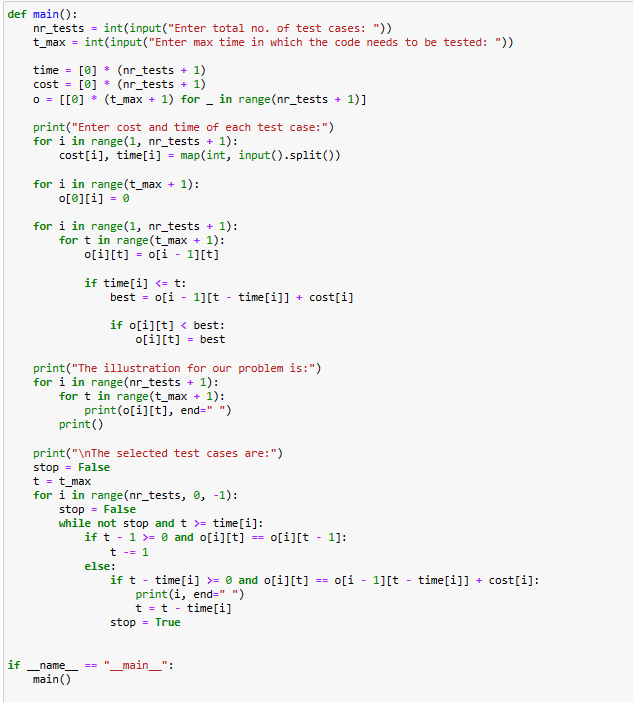 def main():
    nr_tests = int(input("Enter total no. of test cases: "))
    t_max = int(input("Enter max time in which the code needs to be tested: "))

    time = [0] * (nr_tests + 1)
    cost = [0] * (nr_tests + 1)
    o = [[0] * (t_max + 1) for _ in range(nr_tests + 1)]

    print("Enter cost and time of each test case:")
    for i in range(1, nr_tests + 1):
        cost[i], time[i] = map(int, input().split())

    for i in range(t_max + 1):
        o[0][i] = 0

    for i in range(1, nr_tests + 1):
        for t in range(t_max + 1):
            o[i][t] = o[i - 1][t]

            if time[i] <= t:
                best = o[i - 1][t - time[i]] + cost[i]

                if o[i][t] < best:
                    o[i][t] = best

    print("The illustration for our problem is:")
    for i in range(nr_tests + 1):
        for t in range(t_max + 1):
            print(o[i][t], end=" ")
        print()

    print("\nThe selected test cases are:")
    stop = False
    t = t_max
    for i in range(nr_tests, 0, -1):
        stop = False
        while not stop and t >= time[i]:
            if t - 1 >= 0 and o[i][t] == o[i][t - 1]:
                t -= 1
            else:
                if t - time[i] >= 0 and o[i][t] == o[i - 1][t - time[i]] + cost[i]:
                    print(i, end=" ")
                    t = t - time[i]
                stop = True


if __name__ == "__main__":
    main()